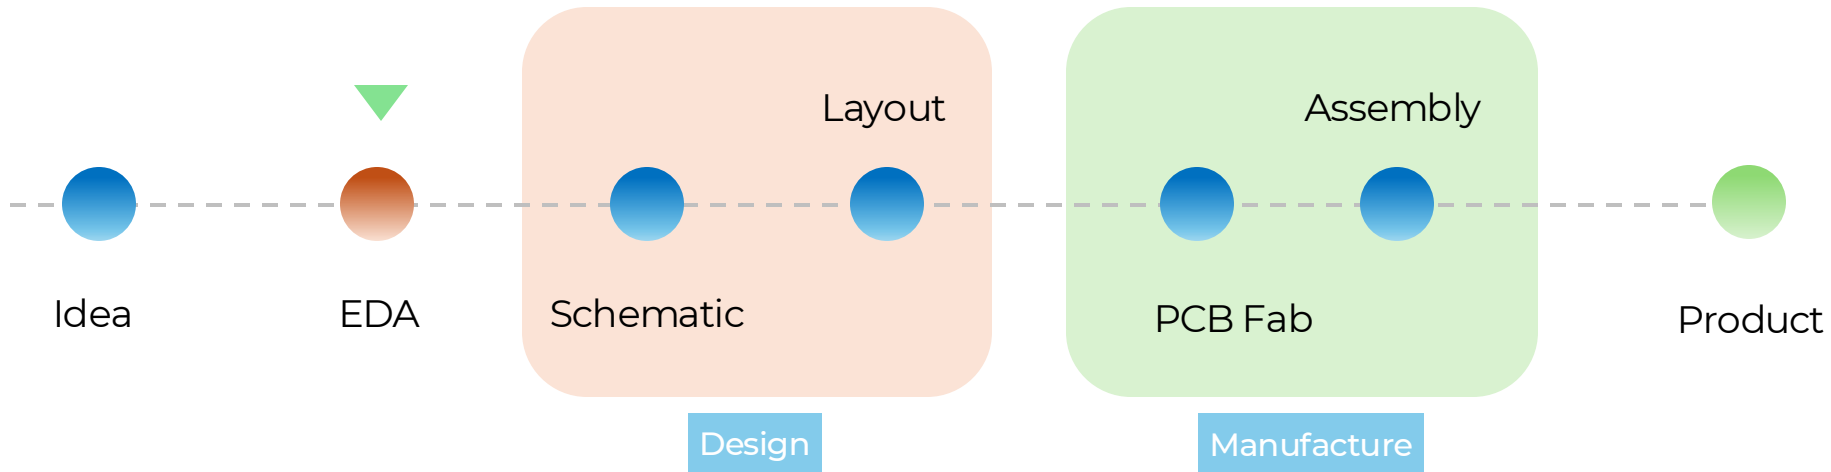 Layout
Assembly
Idea
EDA
Schematic
PCB Fab
Product
Design
Manufacture